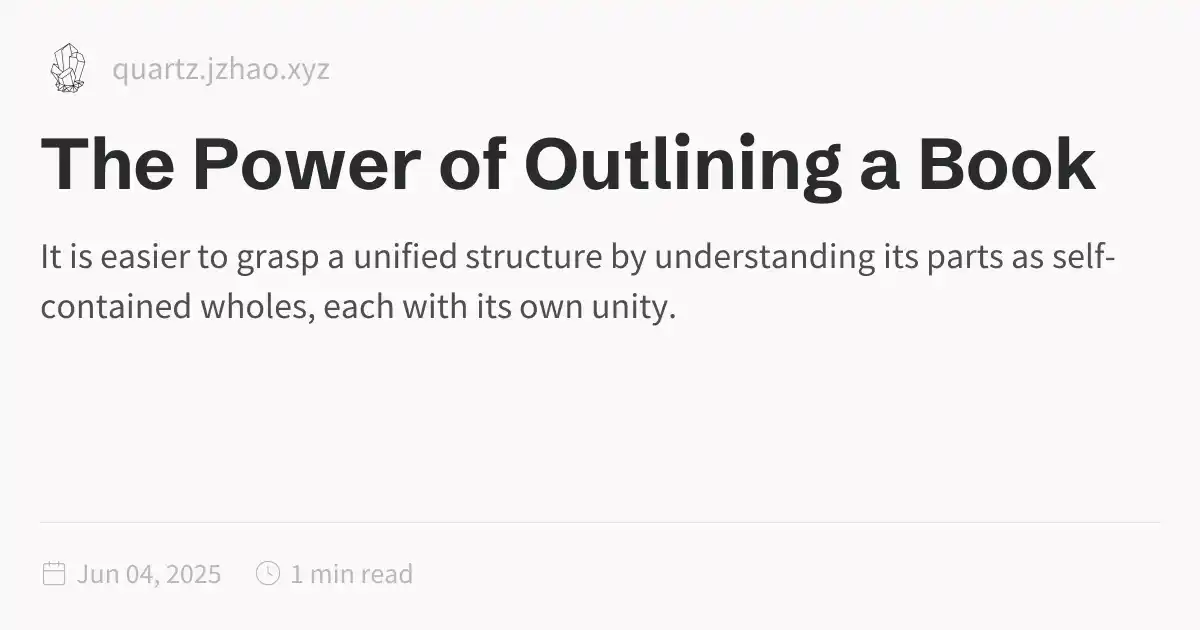 quartz.jzhao.xyz
The Power of Outlining a Book
It is easier to grasp a unified structure by understanding its parts as self-
contained wholes, each with its own unity.
Jun 04, 2025 1 min read